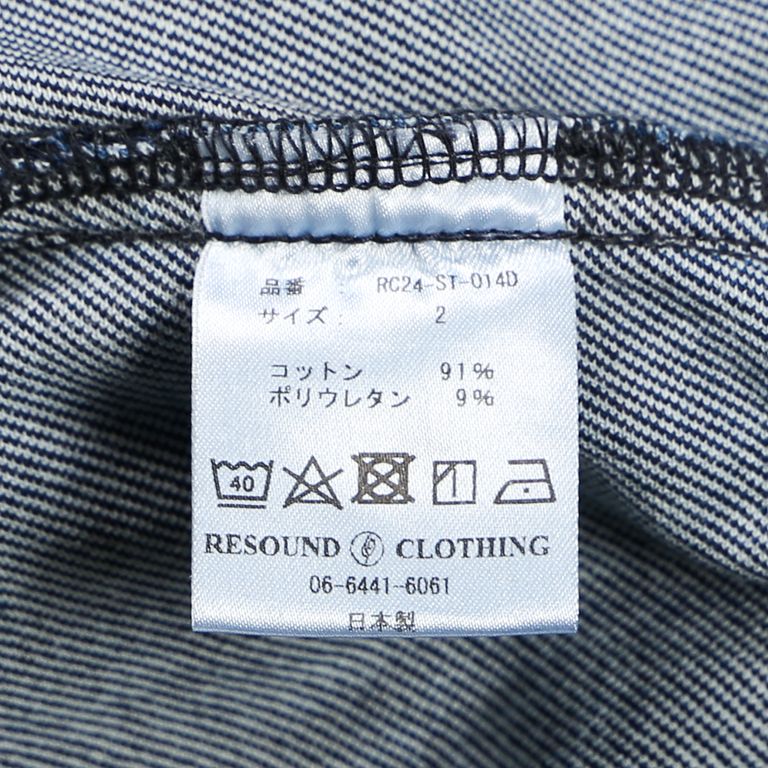 品番 : RC24-ST-014D
サイズ : 2
コットン 91%
ポリウレタン 9%
40
RESOUND CLOTHING
06-6441-6061
日本製